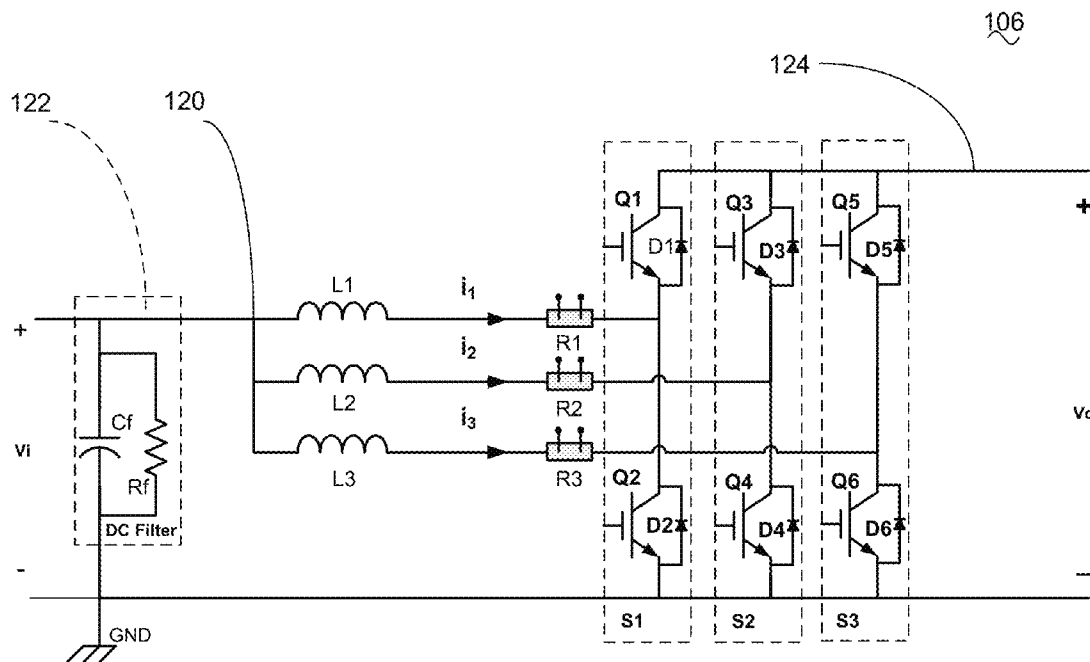 106
124
122
120
Q1
Q3
Q5
+
D1
D3
D5
L1
i1
+
R1
i2
L2
R2
Cf
i3
Vi
L3
R3
Rf
Q2
Q4
Q6
DC Filter
D2
D4
D6
-
–
GND
S1
S2
S3